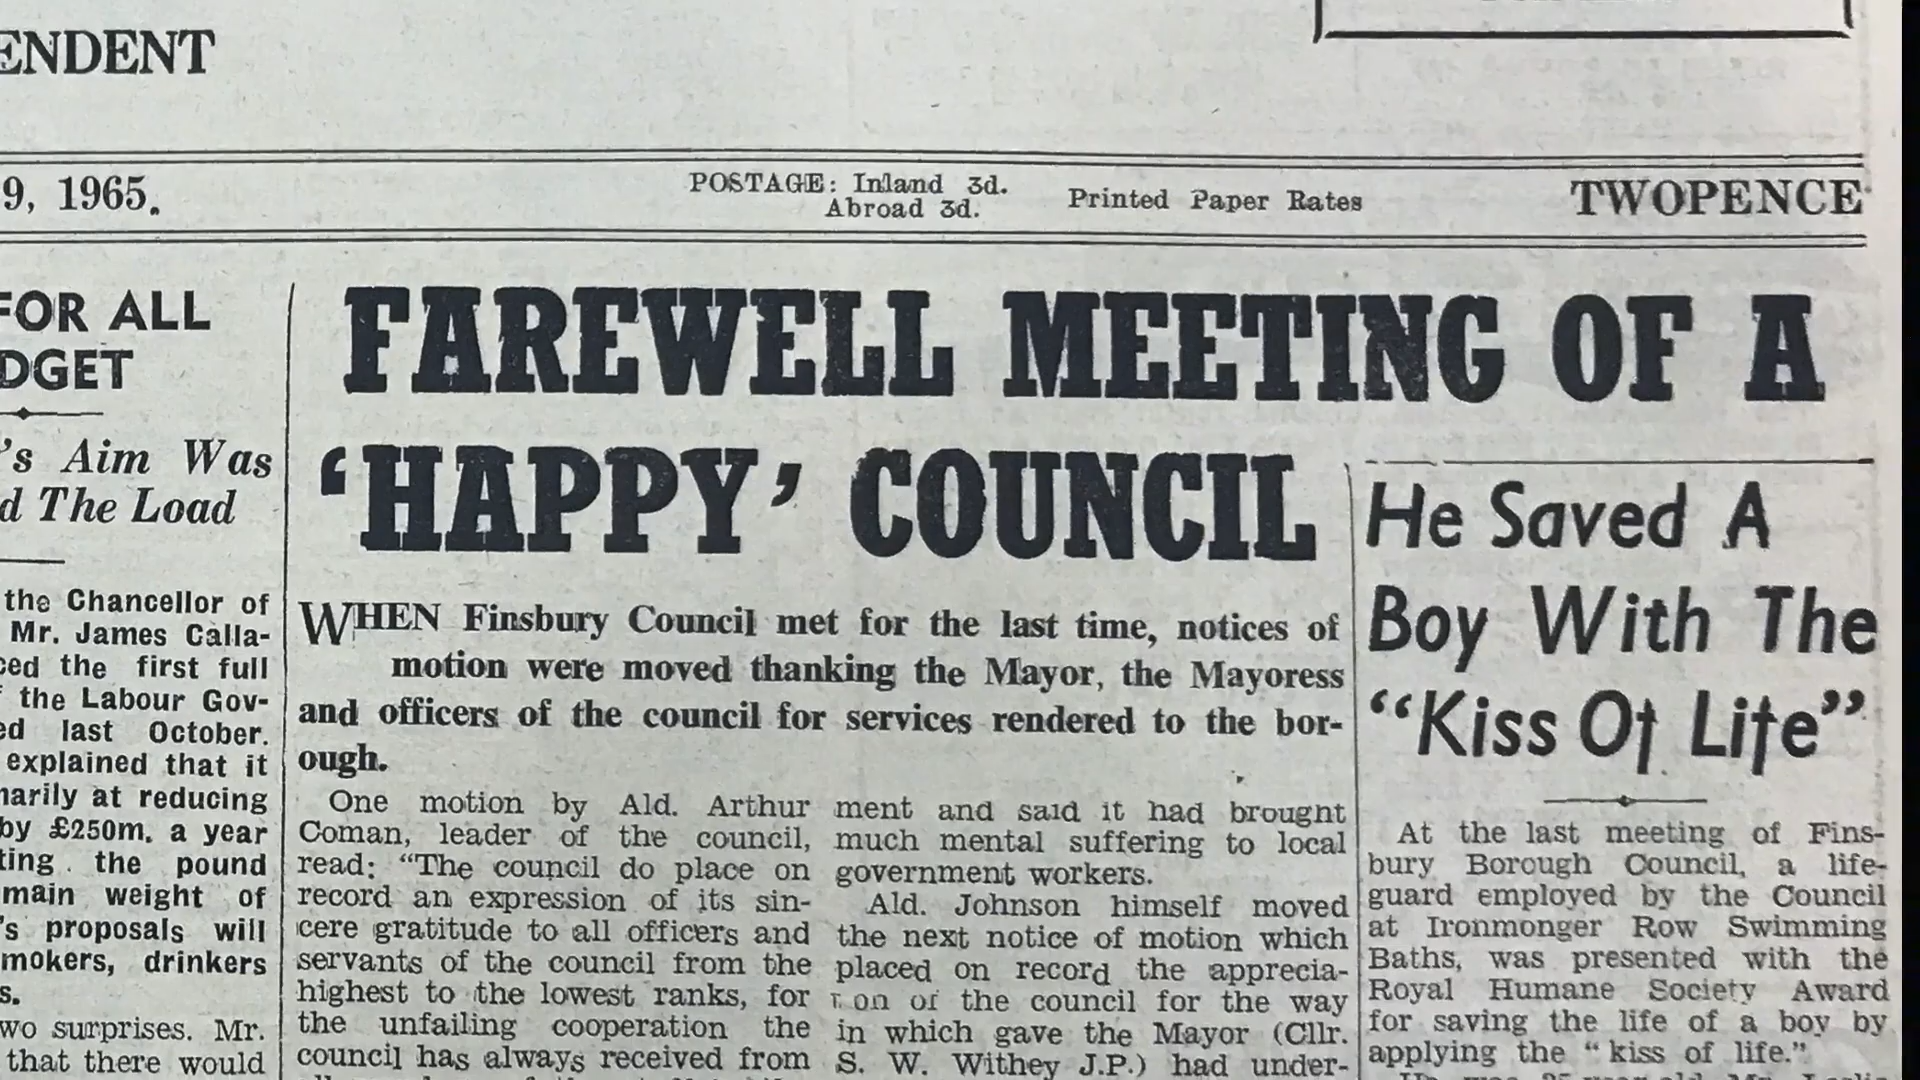 ENDENT
9, 1965.
POSTAGE: Inland 3d.
Abroad 3d.
Printed Paper Rates
TWOPENCE
FOR ALL
DGET
's Aim Was
d The Load
the Chancellor of
Mr. James Calla-
ced the first full
the Labour Gov-
ed last October.
explained that it
marily at reducing
by £250m. a year
ting the pound
main weight of
's proposals will
mokers, drinkers
s.
wo surprises. Mr.
that there would
FAREWELL MEETING OF A
'HAPPY' COUNCIL
WHEN Finsbury Council met for the last time, notices of
motion were moved thanking the Mayor, the Mayoress
and officers of the council for services rendered to the bor-
ough.
One motion by Ald. Arthur
Coman, leader of the council,
read: "The council do place on
record an expression of its sin-
cere gratitude to all officers and
servants of the council from the
highest to the lowest ranks, for
the unfailing cooperation the
council has always received from
ment and said it had brought
much mental suffering to local
government workers.
Ald. Johnson himself moved
the next notice of motion which
placed on record the apprecia-
on of the council for the way
in which gave the Mayor (Cllr.
S. W. Withey J.P.) had under-
He Saved A
Boy With The
"Kiss Of Life"
At the last meeting of Fins-
bury Borough Council, a life-
guard employed by the Council
at Ironmonger Row Swimming
Baths, was presented with the
Royal Humane Society Award
for saving the life of a boy by
applying the "kiss of life."